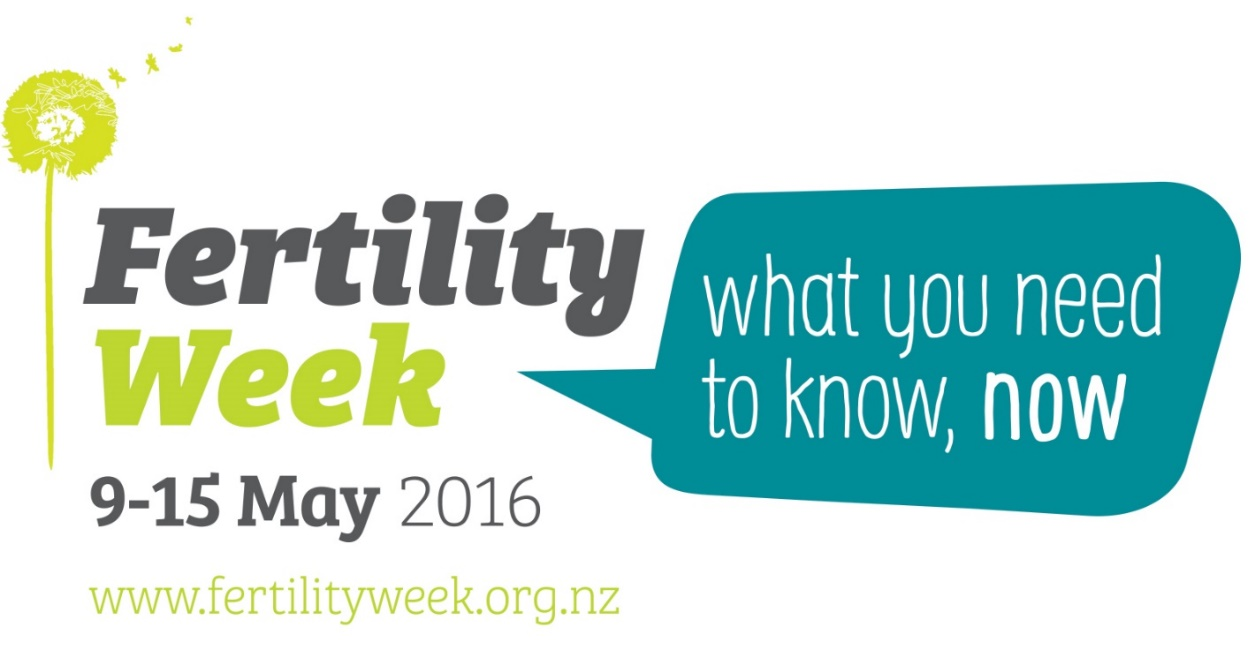 Fertility
Week
9-15 May 2016
www.fertilityweek.org.nz
what you need
to know, now